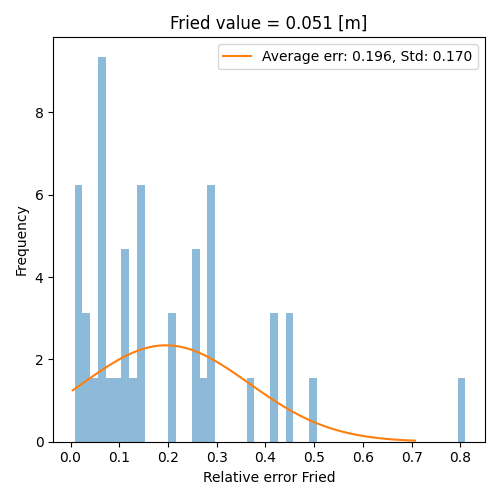 Fried value = 0.051 [m]
Average err: 0.196, Std: 0.170
Frequency
8
6
4
2
0
0.0 0.1 0.2 0.3 0.4 0.5 0.6 0.7 0.8
Relative error Fried